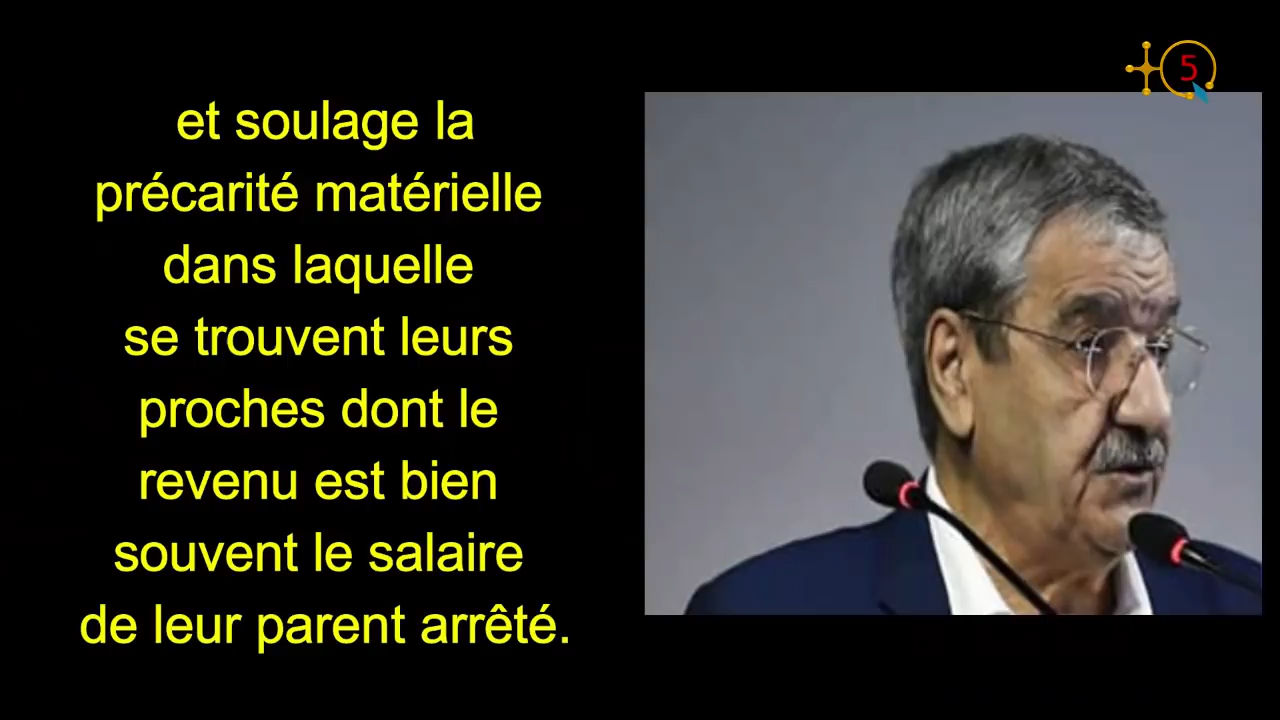 5
et soulage la
précarité matérielle
dans laquelle
se trouvent leurs
proches dont le
revenu est bien
souvent le salaire
de leur parent arrêté.